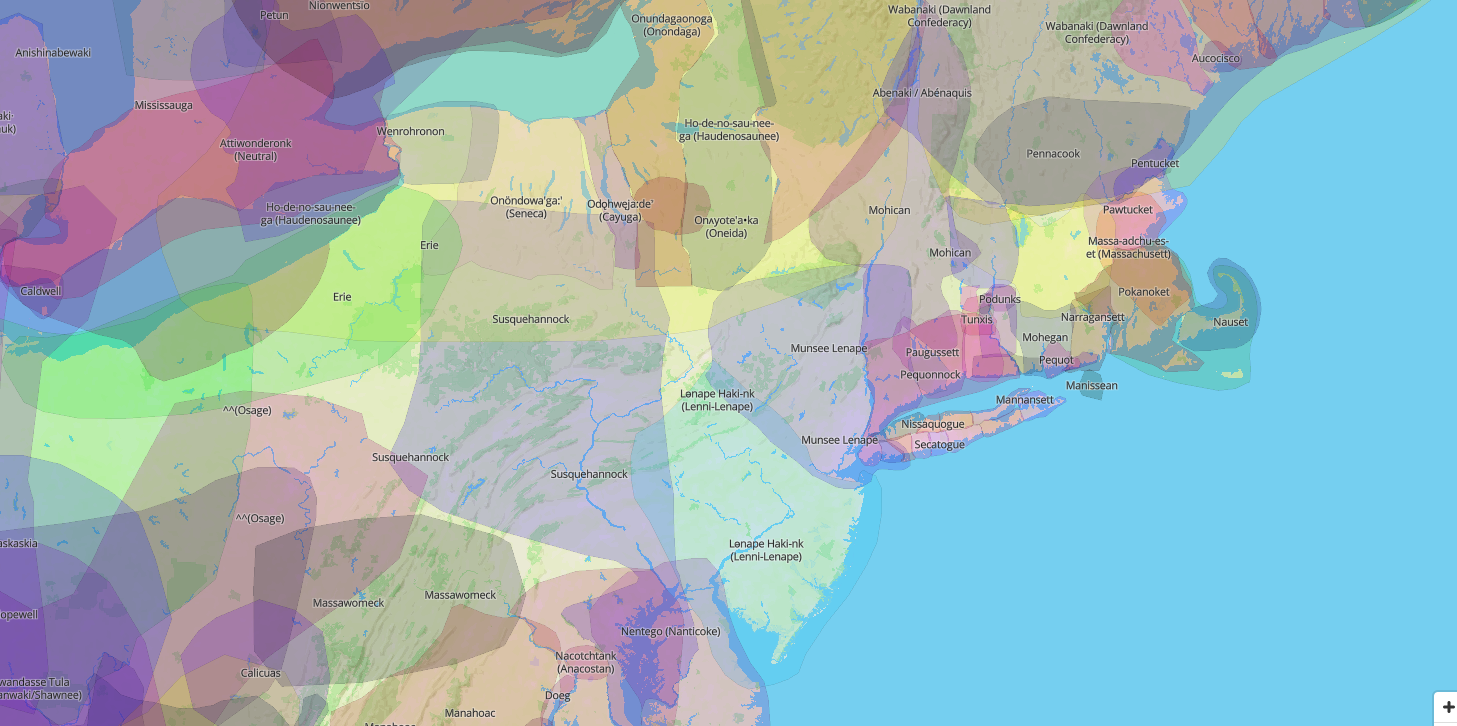 Nionwentsio
Petun
Onundagaonoga
(Onondaga)
Wabanaki (Dawnland
Confederacy)
Wabanaki (Dawnland
Confederacy)
Anishinabewaki
Aucocisco
Abenaki / Abénaquis
Mississauga
aki-
uk)
Wenrohronon
Ho-de-no-sau-nee-
ga (Haudenosaunee)
Attiwonderonk
(Neutral)
Pennacook
Pentucket
Onöndowa'ga:'
(Seneca)
Odǫhwęja:de'
(Cayuga)
Ho-de-no-sau-nee-
ga (Haudenosaunee)
Onʌyote'a•ka
(Oneida)
Mohican
Pawtucket
Erie
Mohican
Massa-adchu-es-
et (Massachusett)
Caldwell
Erie
Podunks
Pokanoket
Susquehannock
Tunxis
Narragansett
Nauset
Munsee Lenape
Paugussett
Mohegan
Pequot
Pequonnock
Manissean
^^(Osage)
Lənape Haki-nk
(Lenni-Lenape)
Mannansett
Nissaquogue
Munsee Lenape
Secatogue
Susquehannock
Susquehannock
^^(Osage)
askaskia
Lənape Haki-nk
(Lenni-Lenape)
Massawomeck
Massawomeck
opewell
Nentego (Nanticoke)
Nacotchtank
(Anacostan)
Calicuas
wandasse Tula
anwaki/Shawnee)
Doeg
Manahoac
+